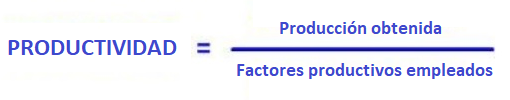 Producción obtenida
PRODUCTIVIDAD =
Factores productivos empleados